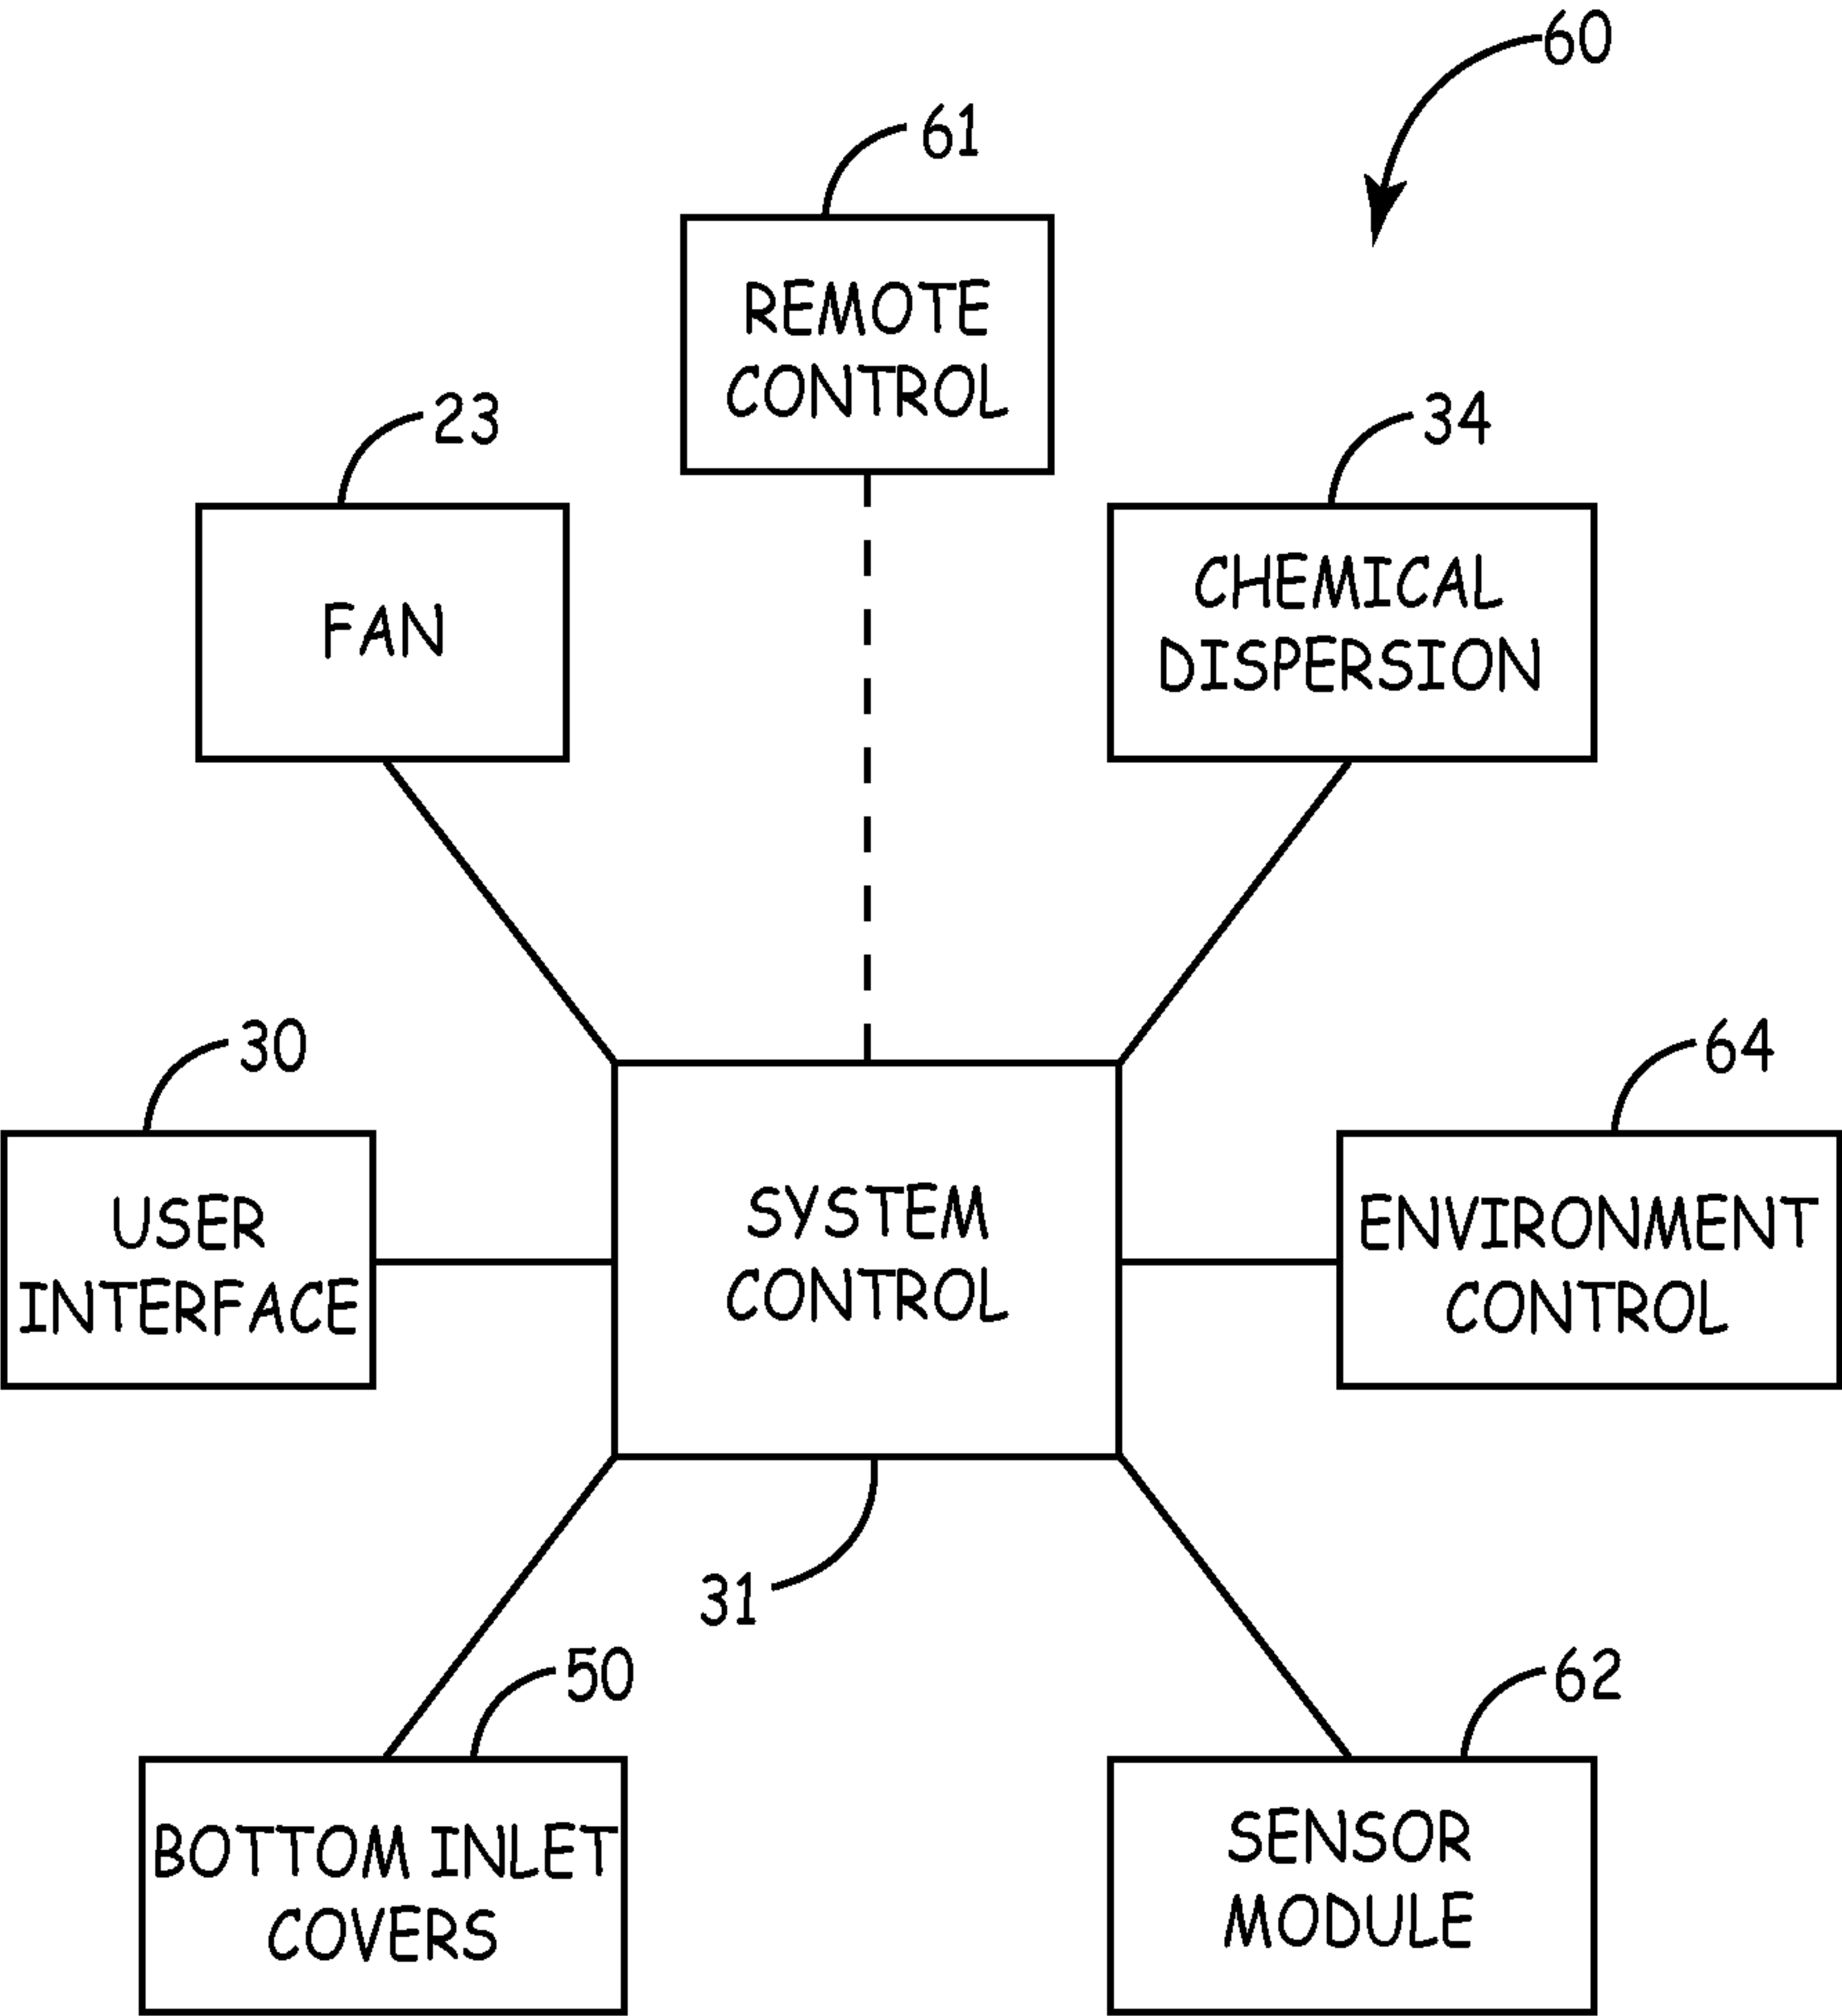 60
61
REMOTE
CONTROL
23
FAN
34
CHEMICAL
DISPERSION
30
USER
INTERFACE
SYSTEM
CONTROL
64
ENVIRONMENT
CONTROL
31
50
BOTTOM INLET
COVERS
62
SENSOR
MODULE